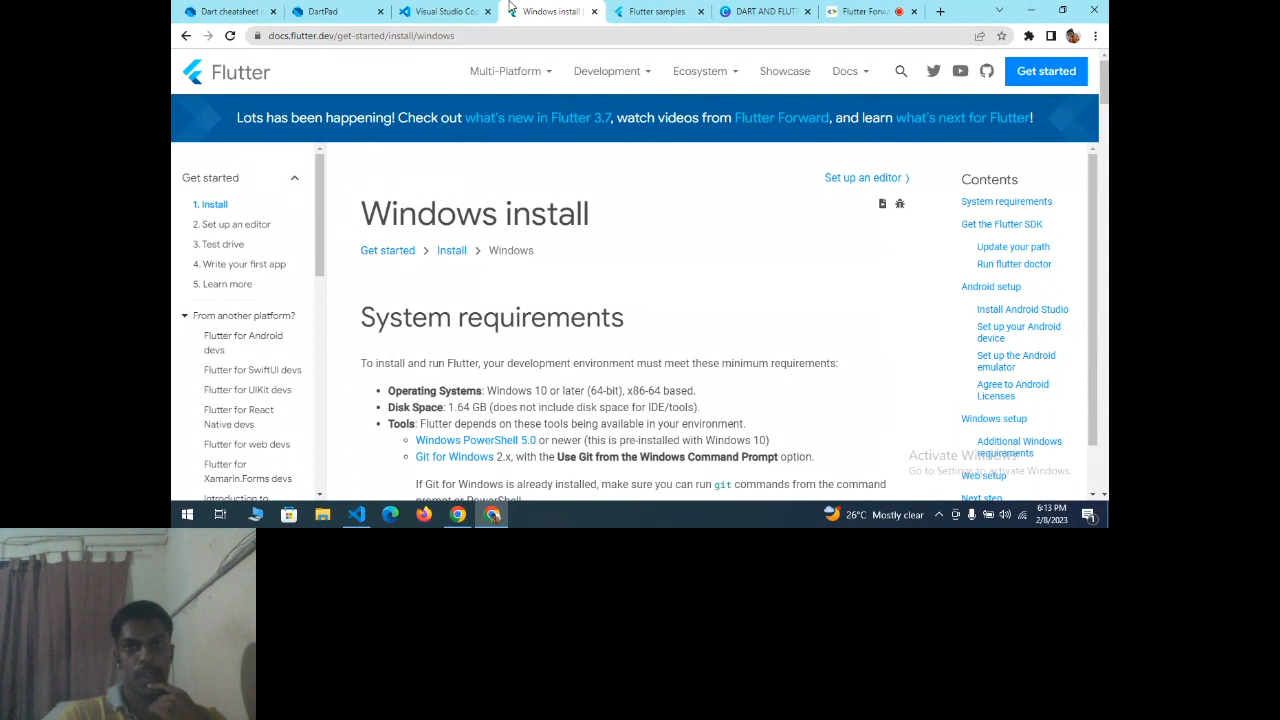 Dart cheatsheet c
DartPad
Visual Studio Coc
Windows install
Flutter samples
DART AND FLUTT
Flutter Forwa
docs.flutter.dev/get-started/install/windows
Flutter
Multi-Platform
Development
Ecosystem
Showcase
Docs
Get started
Lots has been happening! Check out what's new in Flutter 3.7, watch videos from Flutter Forward, and learn what's next for Flutter!
Get started
1. Install
2. Set up an editor
3. Test drive
4. Write your first app
5. Learn more
From another platform?
Flutter for Android
devs
Flutter for SwiftUI devs
Flutter for UIKit devs
Flutter for React
Native devs
Flutter for web devs
Flutter for
Xamarin.Forms devs
Introduction to
Set up an editor
Windows install
Get started
Install
Windows
System requirements
To install and run Flutter, your development environment must meet these minimum requirements:
• Operating Systems: Windows 10 or later (64-bit), x86-64 based.
• Disk Space: 1.64 GB (does not include disk space for IDE/tools).
• Tools: Flutter depends on these tools being available in your environment.
◦ Windows PowerShell 5.0 or newer (this is pre-installed with Windows 10)
◦ Git for Windows 2.x, with the Use Git from the Windows Command Prompt option.
If Git for Windows is already installed, make sure you can run git commands from the command
prompt or PowerShell.
Contents
System requirements
Get the Flutter SDK
Update your path
Run flutter doctor
Android setup
Install Android Studio
Set up your Android
device
Set up the Android
emulator
Agree to Android
Licenses
Windows setup
Additional Windows
requirements
Web setup
Next step
Activate Windows
Go to Settings to activate Windows.
26°C Mostly clear
6:13 PM
2/8/2023
1